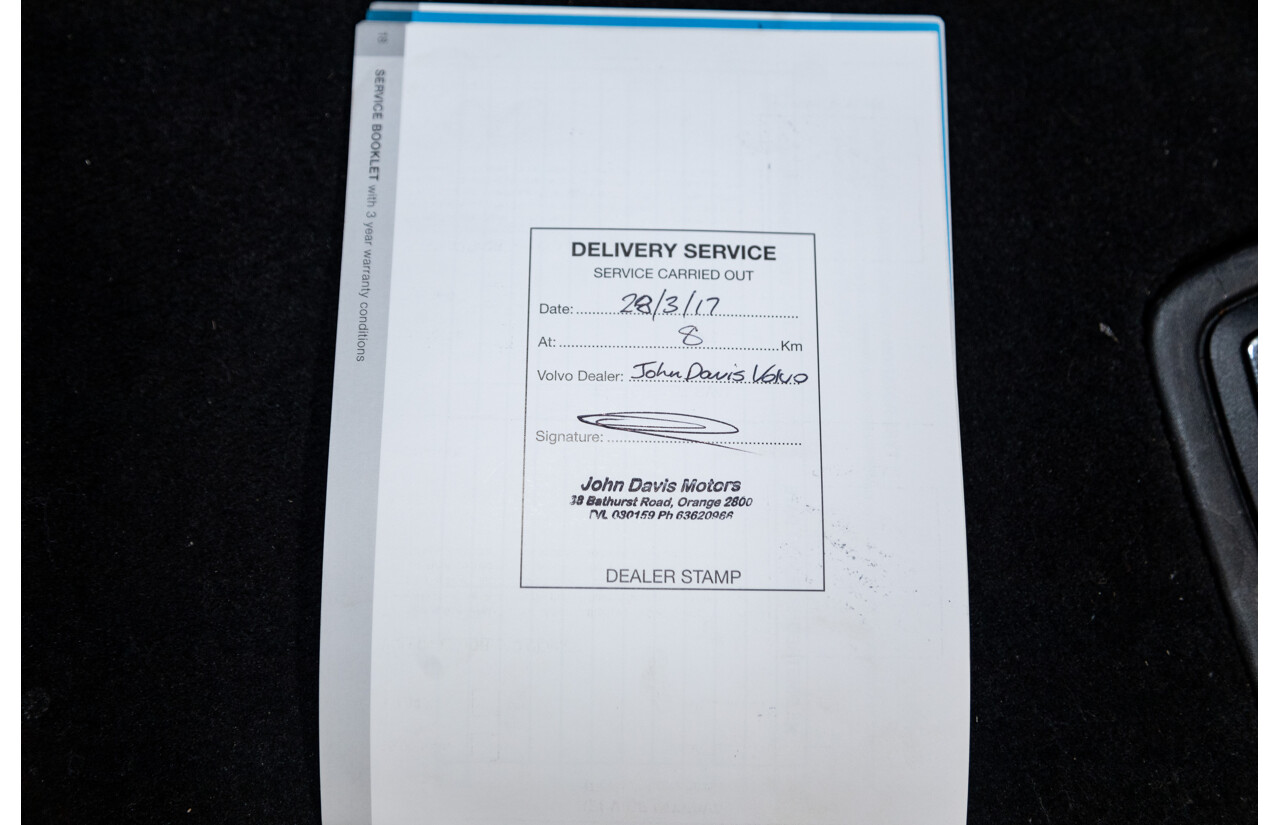 18
SERVICE BOOKLET with 3 year warranty conditions
DELIVERY SERVICE
SERVICE CARRIED OUT
Date: 28/3/17
At: 8 Km
Volvo Dealer: John Davis Volvo
Signature:
John Davis Motors
38 Bathurst Road, Orange 2800
DVL 030159 Ph 63620966
DEALER STAMP